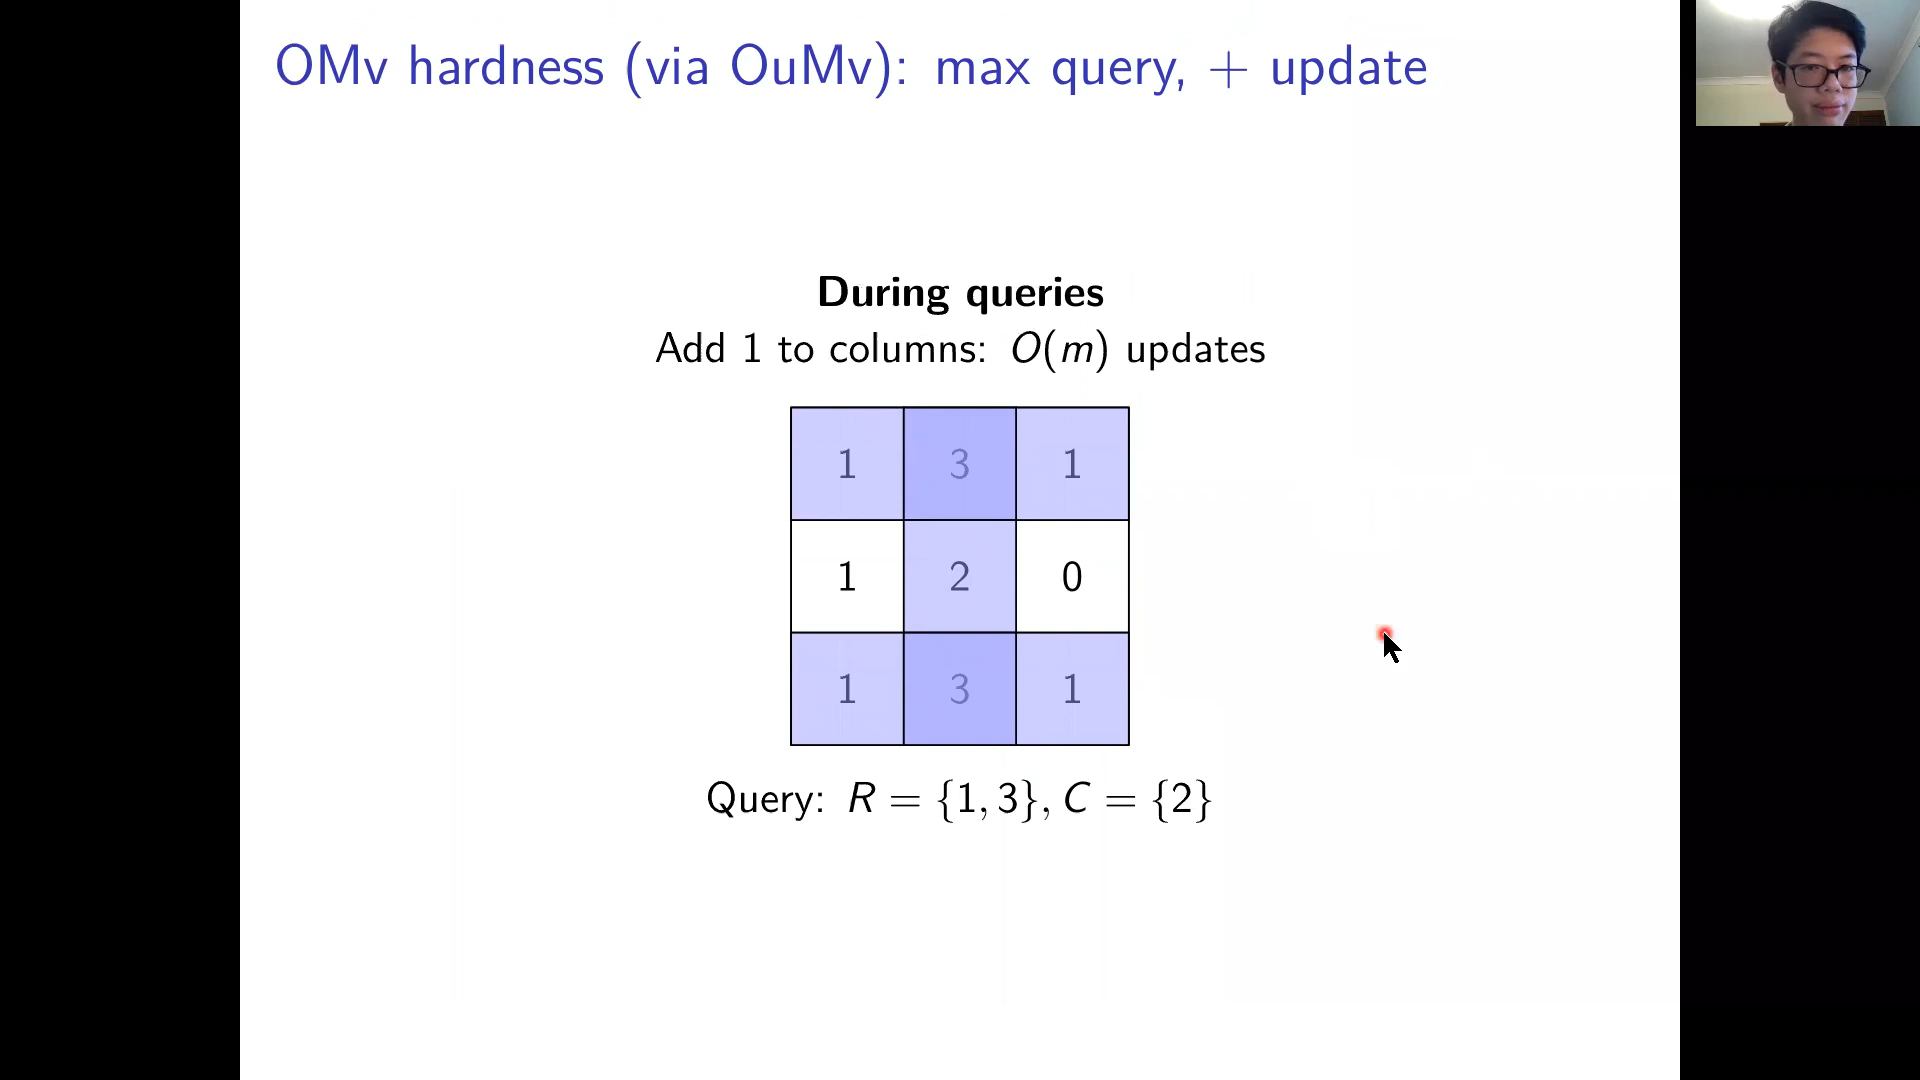 OMv hardness (via OuMv): max query, + update
During queries
Add 1 to columns: O(m) updates
1 3 1
1 2 0
1 3 1
Query: R = {1, 3}, C = {2}